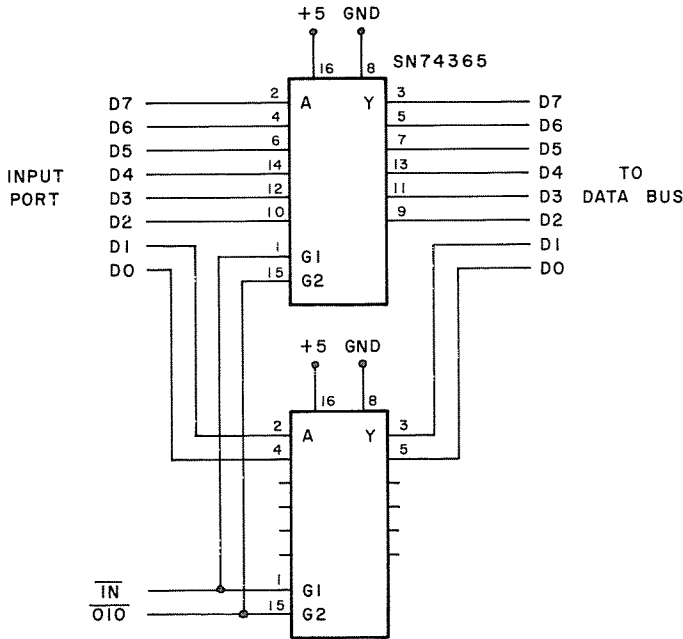 +5 GND
SN74365
16 8
D7 2 A Y 3 D7
D6 4 5 D6
D5 6 7 D5
INPUT D4 14 13 D4 TO
PORT D3 12 11 D3 DATA BUS
D2 10 9 D2
D1 1 G1 D1
D0 15 G2 D0
+5 GND
16 8
2 A Y 3
4 5
IN 1 G1
010 15 G2